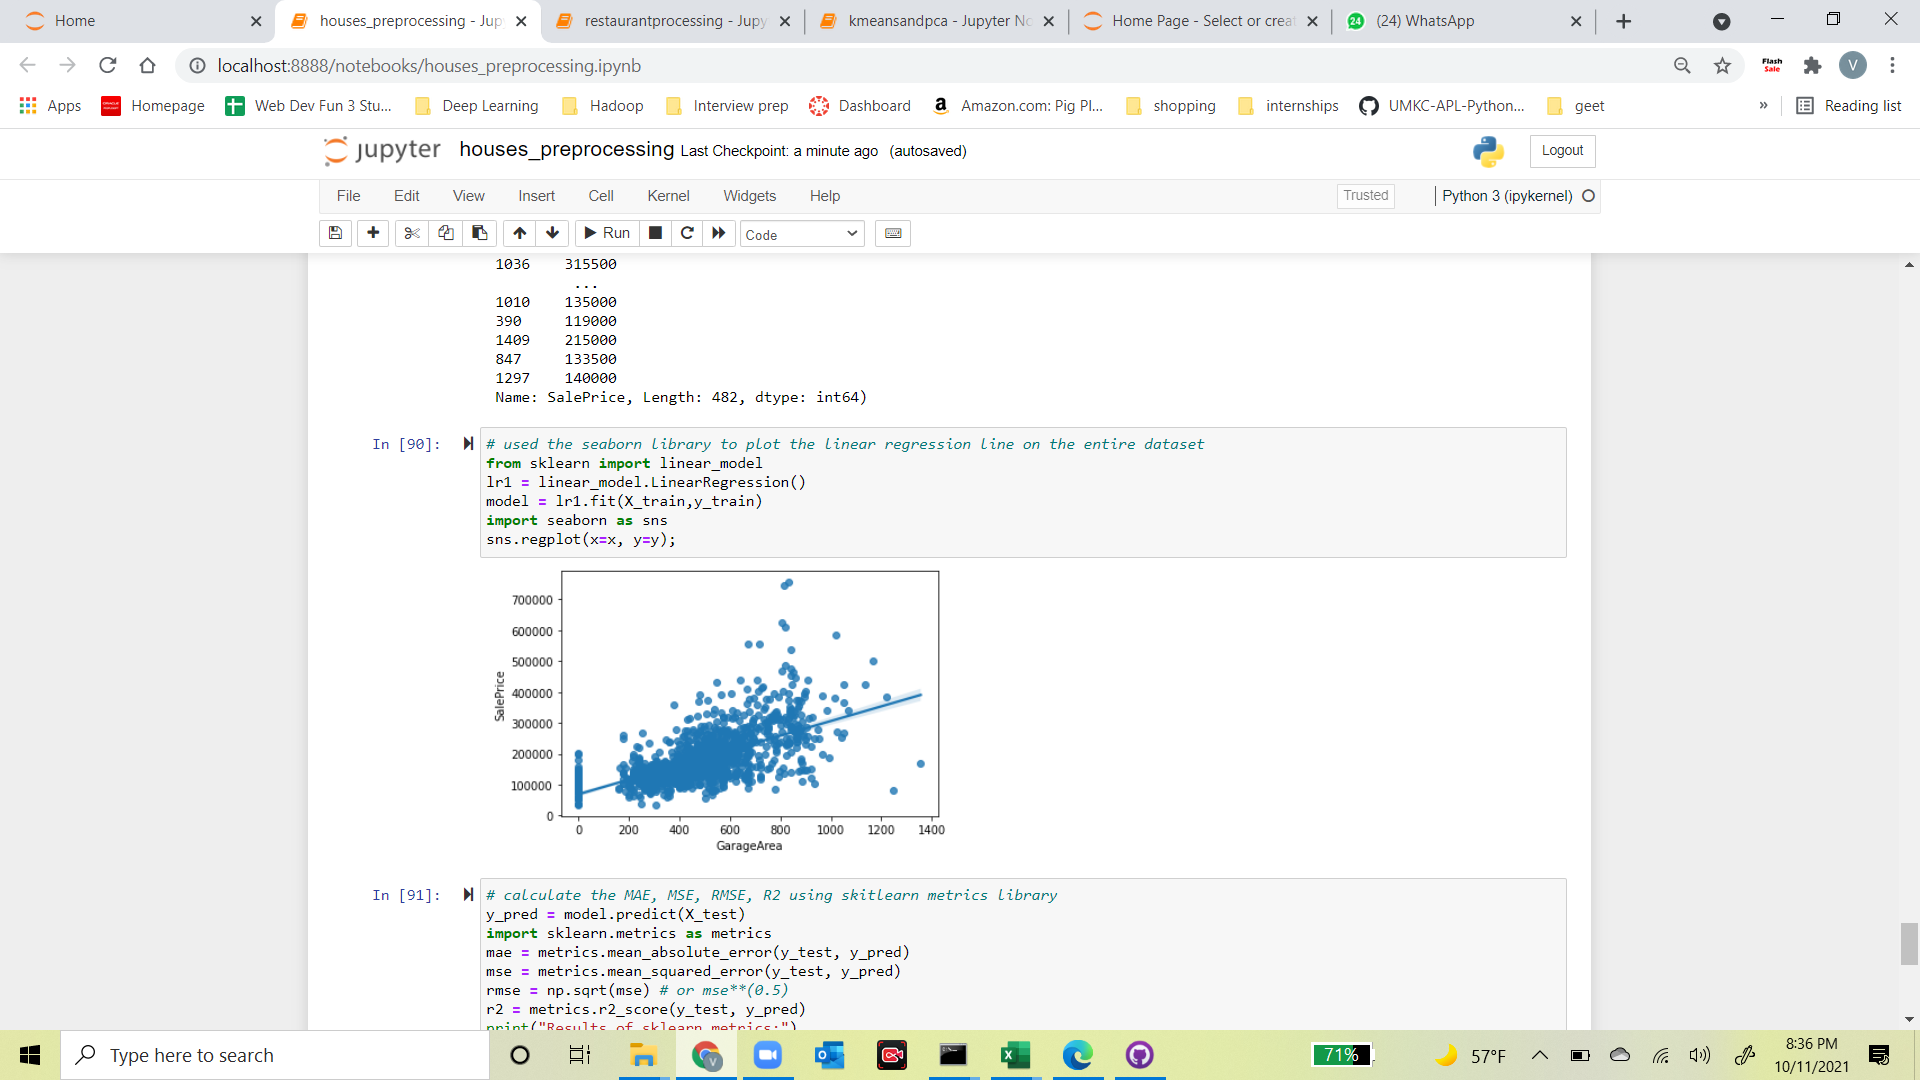 Home
houses_preprocessing - Jup
restaurantprocessing - Jupy
kmeansandpca - Jupyter No
Home Page - Select or creat
24 (24) WhatsApp
localhost:8888/notebooks/houses_preprocessing.ipynb
Flash Sale
V
Apps
Homepage
Web Dev Fun 3 Stu...
Deep Learning
Hadoop
Interview prep
Dashboard
Amazon.com: Pig Pl...
shopping
internships
UMKC-APL-Python...
geet
»
Reading list
jupyter houses_preprocessing Last Checkpoint: a minute ago (autosaved)
Logout
File Edit View Insert Cell Kernel Widgets Help
Trusted
Python 3 (ipykernel)
Run
Code
1036 315500
...
1010 135000
390 119000
1409 215000
847 133500
1297 140000
Name: SalePrice, Length: 482, dtype: int64)
In [90]:
# used the seaborn library to plot the linear regression line on the entire dataset
from sklearn import linear_model
lr1 = linear_model.LinearRegression()
model = lr1.fit(X_train,y_train)
import seaborn as sns
sns.regplot(x=x, y=y);
700000
600000
500000
400000
300000
200000
100000
0
SalePrice
0 200 400 600 800 1000 1200 1400
GarageArea
In [91]:
# calculate the MAE, MSE, RMSE, R2 using skitlearn metrics library
y_pred = model.predict(X_test)
import sklearn.metrics as metrics
mae = metrics.mean_absolute_error(y_test, y_pred)
mse = metrics.mean_squared_error(y_test, y_pred)
rmse = np.sqrt(mse) # or mse**(0.5)
r2 = metrics.r2_score(y_test, y_pred)
print("Results of sklearn metrics:")
Type here to search
71%
57°F
8:36 PM
10/11/2021